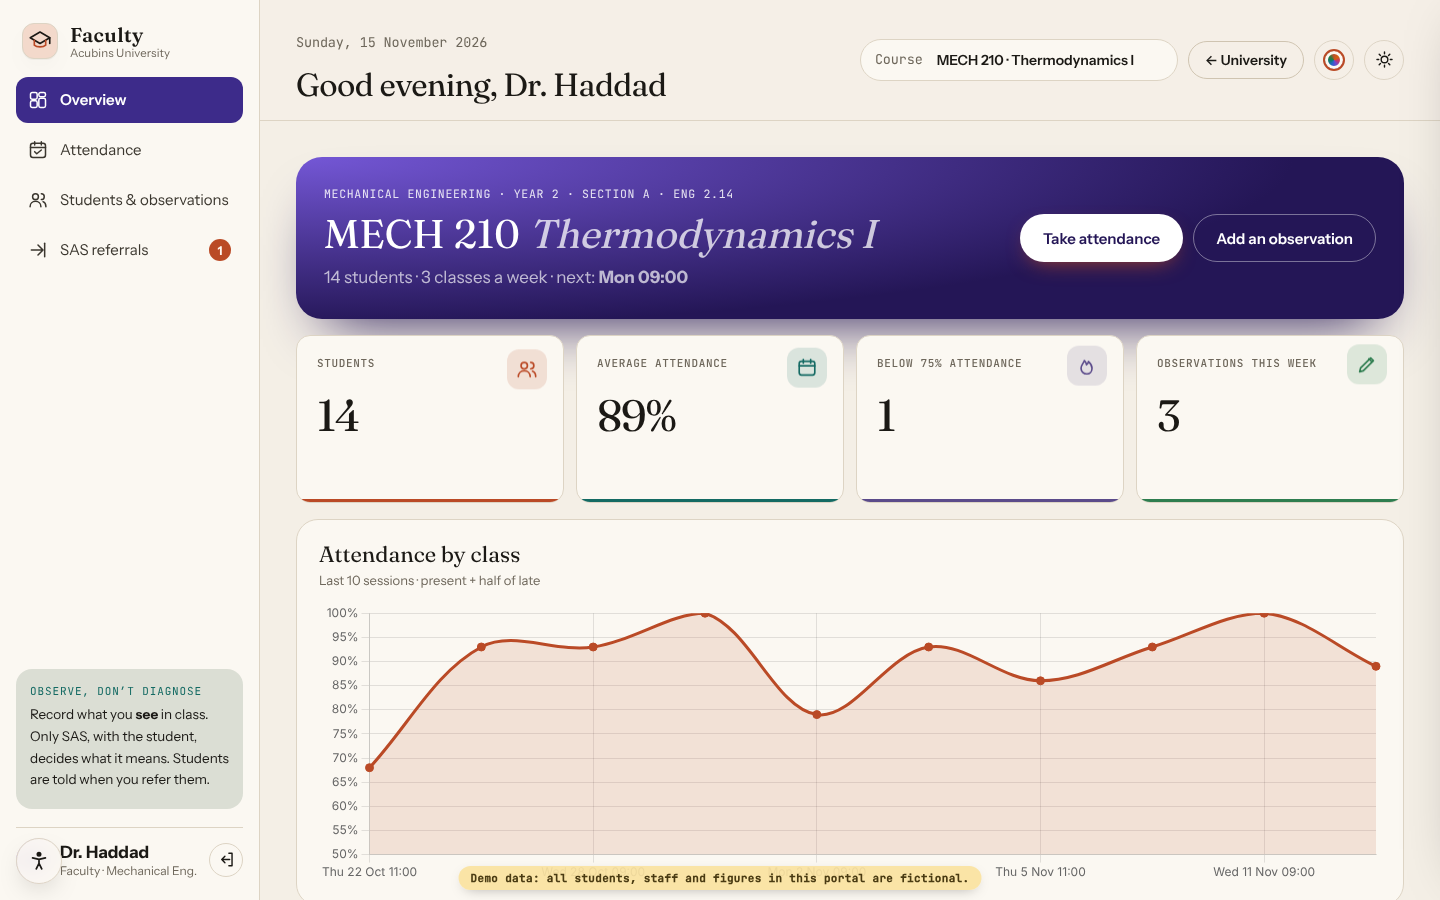 Faculty
Acubins University
Overview
Attendance
Students & observations
SAS referrals
1
OBSERVE, DON'T DIAGNOSE
Record what you see in class.
Only SAS, with the student,
decides what it means. Students
are told when you refer them.
Dr. Haddad
Faculty · Mechanical Eng.
Sunday, 15 November 2026
Good evening, Dr. Haddad
Course MECH 210 · Thermodynamics I
← University
MECHANICAL ENGINEERING · YEAR 2 · SECTION A · ENG 2.14
MECH 210 Thermodynamics I
14 students · 3 classes a week · next: Mon 09:00
Take attendance
Add an observation
STUDENTS
14
AVERAGE ATTENDANCE
89%
BELOW 75% ATTENDANCE
1
OBSERVATIONS THIS WEEK
3
Attendance by class
Last 10 sessions · present + half of late
100%
95%
90%
85%
80%
75%
70%
65%
60%
55%
50%
Thu 22 Oct 11:00
Thu 5 Nov 11:00
Wed 11 Nov 09:00
Demo data: all students, staff and figures in this portal are fictional.